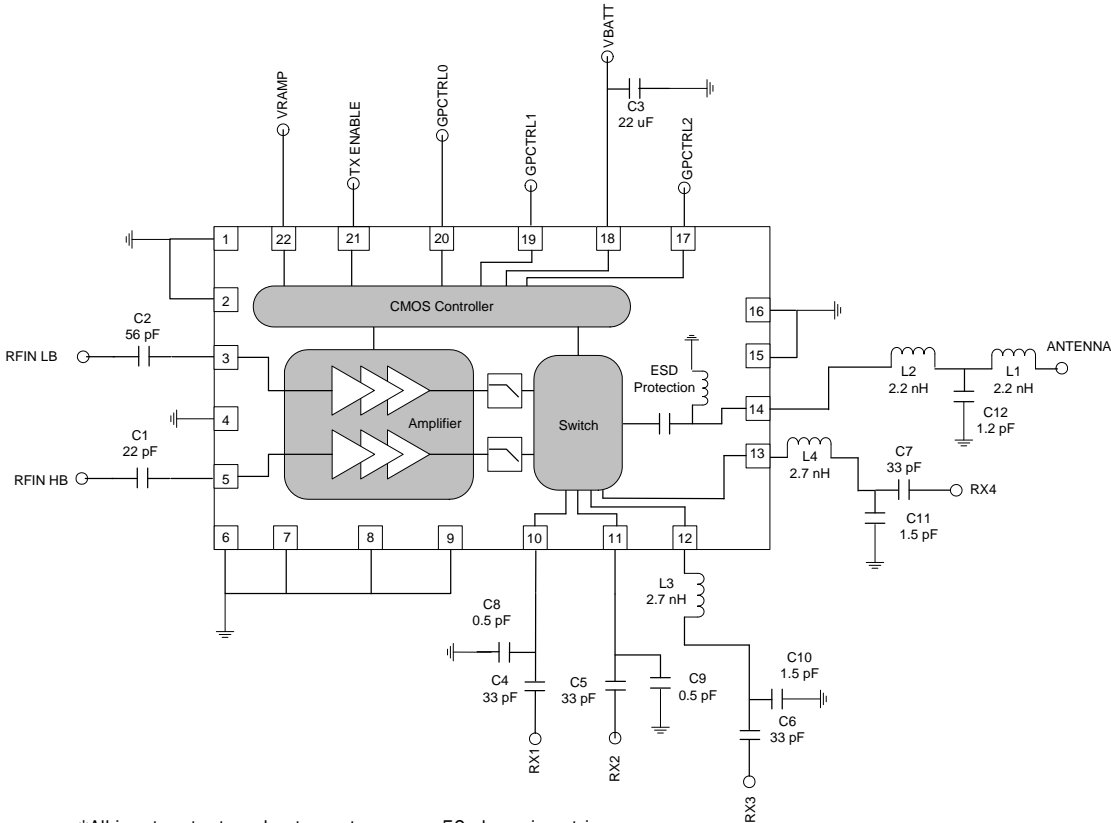 VBATT
C3
22 uF
VRAMP
TX ENABLE
GPCTRL0
GPCTRL1
GPCTRL2
1
22
21
20
19
18
17
2
CMOS Controller
16
C2
56 pF
RFIN LB
3
15
ANTENNA
ESD
Protection
L2
2.2 nH
L1
2.2 nH
4
Amplifier
Switch
14
C12
1.2 pF
C1
22 pF
RFIN HB
5
13
L4
2.7 nH
C7
33 pF
RX4
C11
1.5 pF
6
7
8
9
10
11
12
L3
2.7 nH
C8
0.5 pF
C4
33 pF
C5
33 pF
C9
0.5 pF
C10
1.5 pF
C6
33 pF
RX1
RX2
RX3